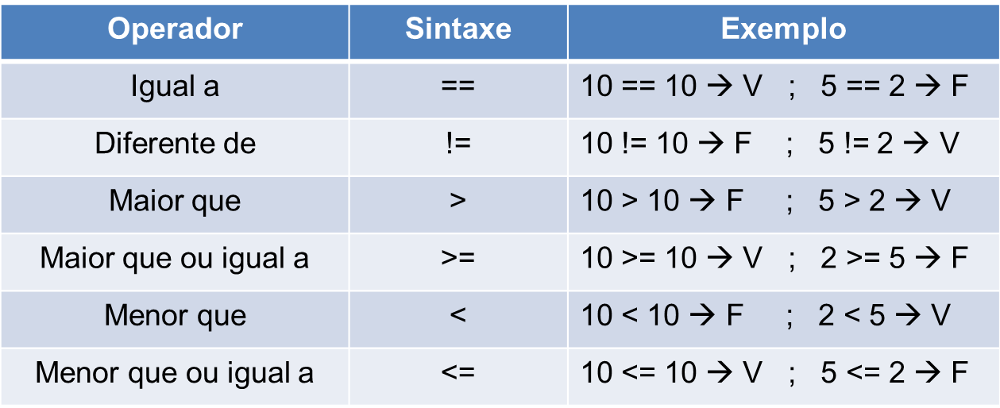 Operador Sintaxe Exemplo
Igual a == 10 == 10 → V ; 5 == 2 → F
Diferente de != 10 != 10 → F ; 5 != 2 → V
Maior que > 10 > 10 → F ; 5 > 2 → V
Maior que ou igual a >= 10 >= 10 → V ; 2 >= 5 → F
Menor que < 10 < 10 → F ; 2 < 5 → V
Menor que ou igual a <= 10 <= 10 → V ; 5 <= 2 → F